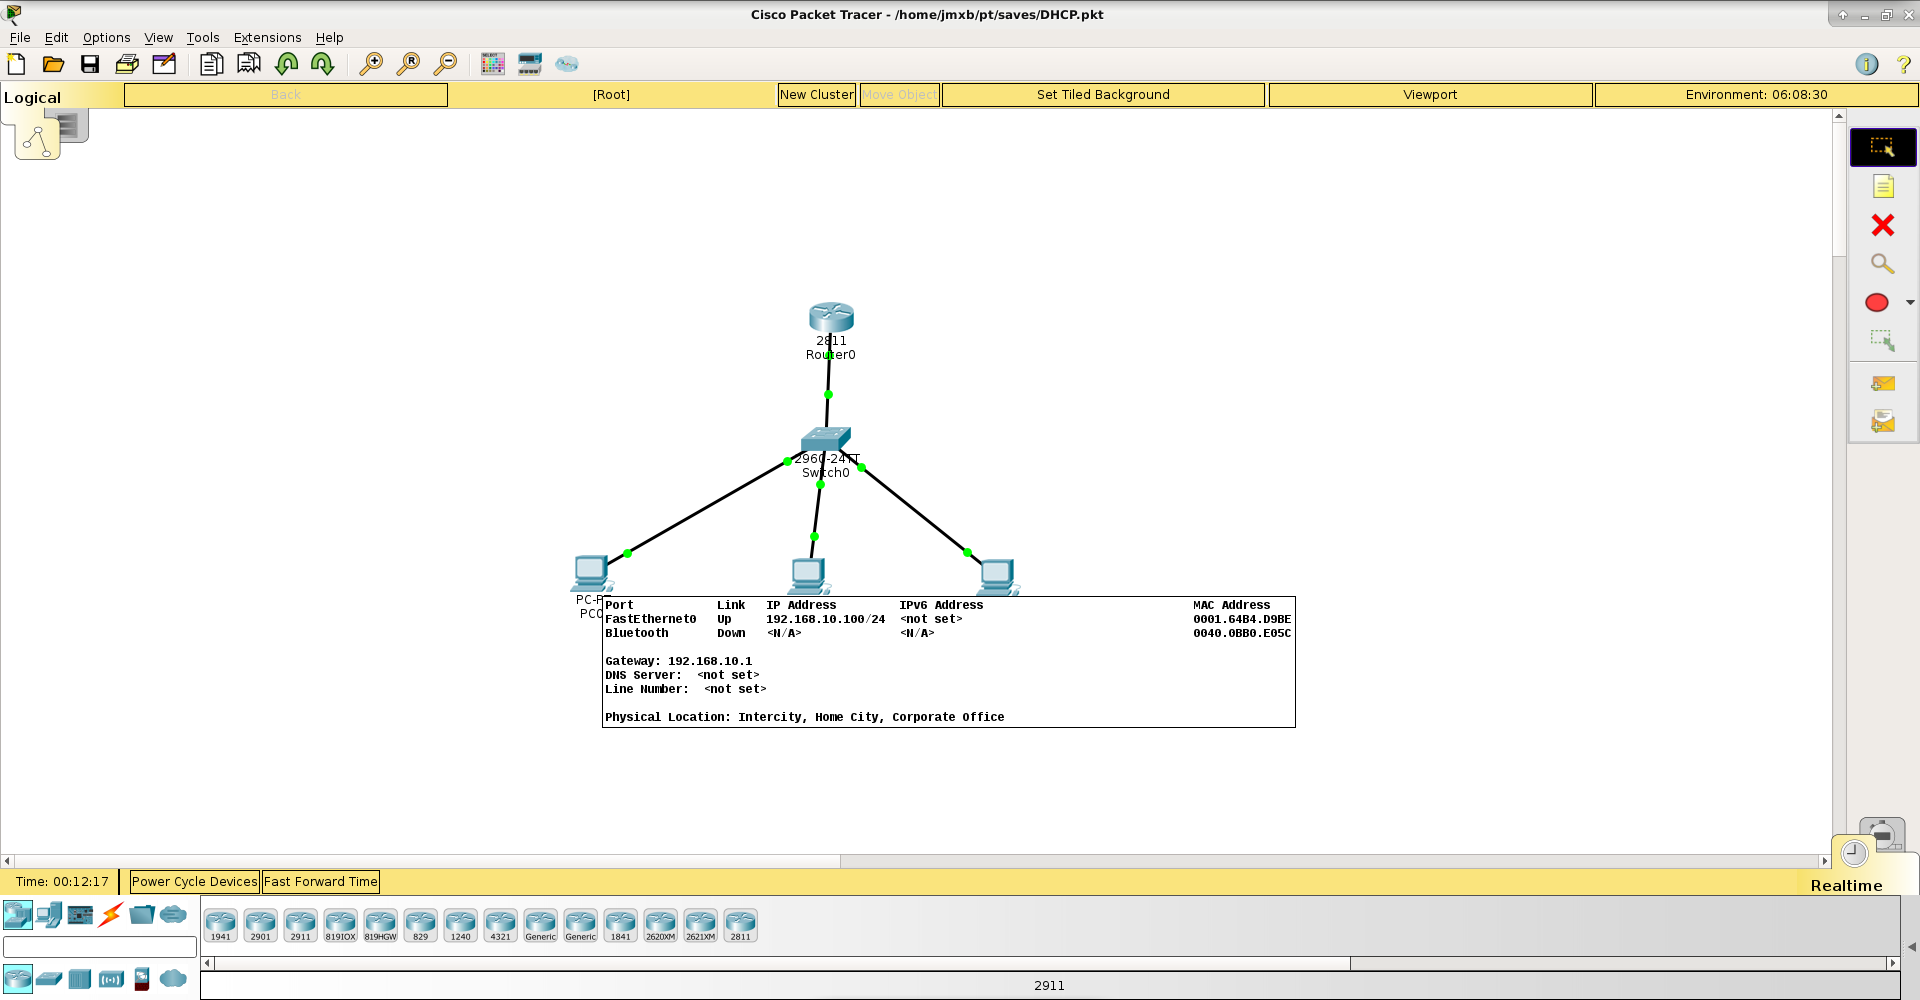 Cisco Packet Tracer - /home/jmxb/pt/saves/DHCP.pkt
File Edit Options View Tools Extensions Help
Logical
Back
[Root]
New Cluster
Move Object
Set Tiled Background
Viewport
Environment: 06:08:30
2811
Router0
2960-24TT
Switch0
PC-PT
PC0
Port Link IP Address IPv6 Address MAC Address
FastEthernet0 Up 192.168.10.100/24 <not set> 0001.64B4.D9BE
Bluetooth Down <N/A> <N/A> 0040.0BB0.E05C
Gateway: 192.168.10.1
DNS Server: <not set>
Line Number: <not set>
Physical Location: Intercity, Home City, Corporate Office
Time: 00:12:17
Power Cycle Devices
Fast Forward Time
Realtime
1941 2901 2911 819IOX 819HGW 829 1240 4321 Generic Generic 1841 2620XM 2621XM 2811
2911